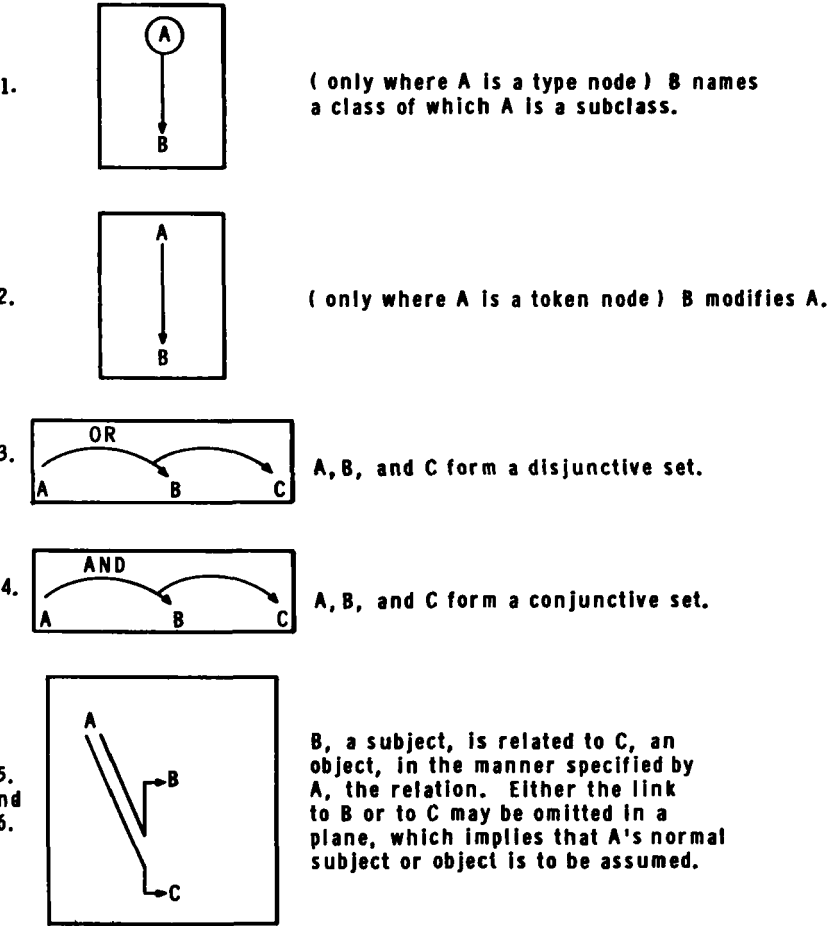 1.
A
B
( only where A is a type node ) B names
a class of which A is a subclass.
2.
A
B
( only where A is a token node ) B modifies A.
3.
OR
A B C
A, B, and C form a disjunctive set.
4.
AND
A B C
A, B, and C form a conjunctive set.
5.
nd
6.
A
B
C
B, a subject, is related to C, an
object, in the manner specified by
A, the relation. Either the link
to B or to C may be omitted in a
plane, which implies that A's normal
subject or object is to be assumed.